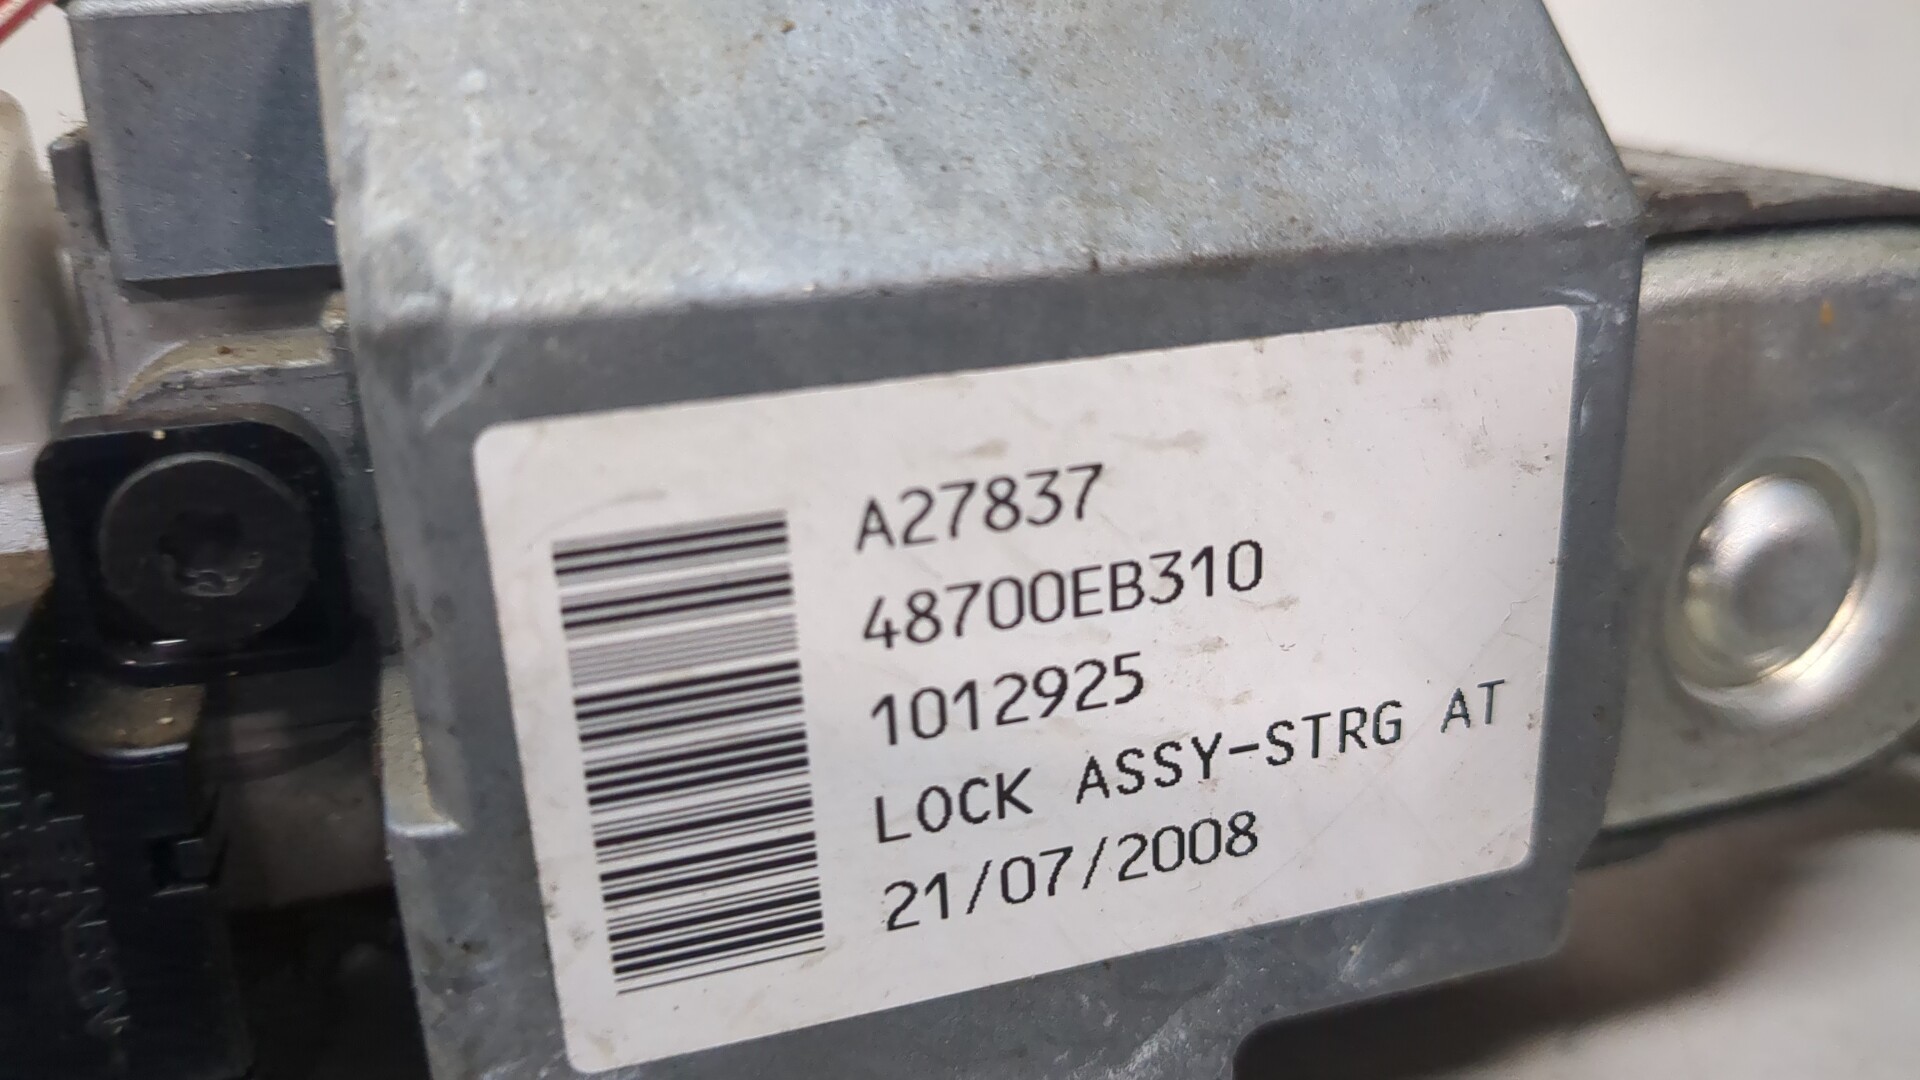 A27837
48700EB310
1012925
LOCK ASSY-STRG AT
21/07/2008